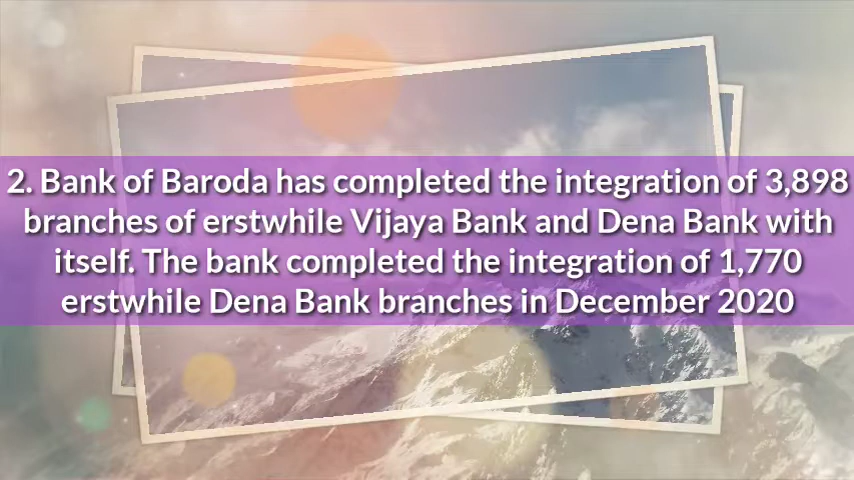 2. Bank of Baroda has completed the integration of 3,898
branches of erstwhile Vijaya Bank and Dena Bank with
itself. The bank completed the integration of 1,770
erstwhile Dena Bank branches in December 2020